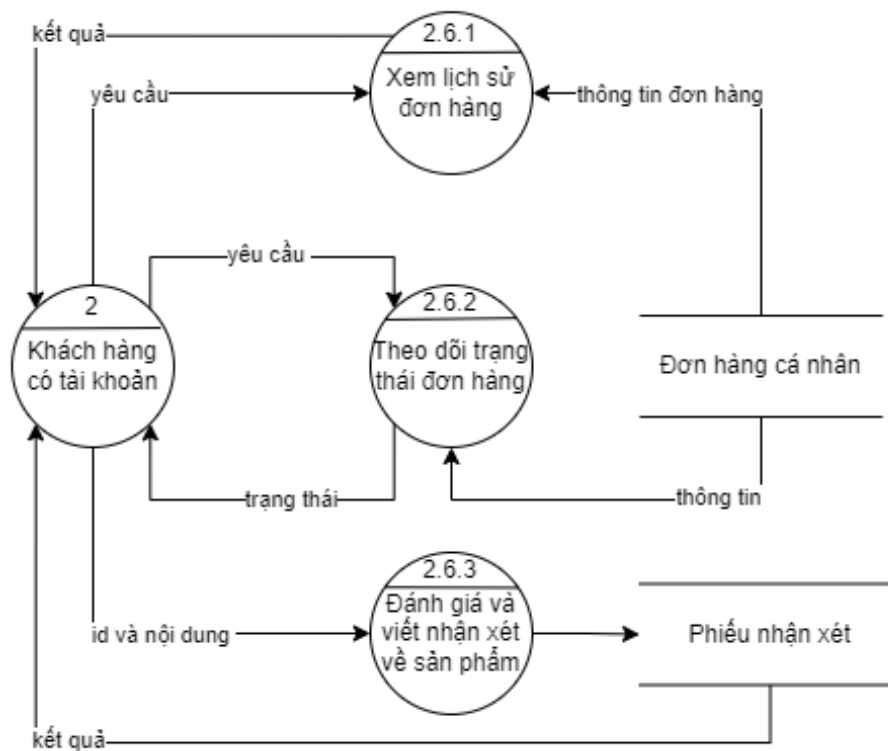 kết quả
2.6.1
Xem lịch sử
đơn hàng
yêu cầu
thông tin đơn hàng
yêu cầu
2
Khách hàng
có tài khoản
2.6.2
Theo dõi trạng
thái đơn hàng
Đơn hàng cá nhân
trạng thái
thông tin
2.6.3
Đánh giá và
viết nhận xét
về sản phẩm
id và nội dung
Phiếu nhận xét
kết quả